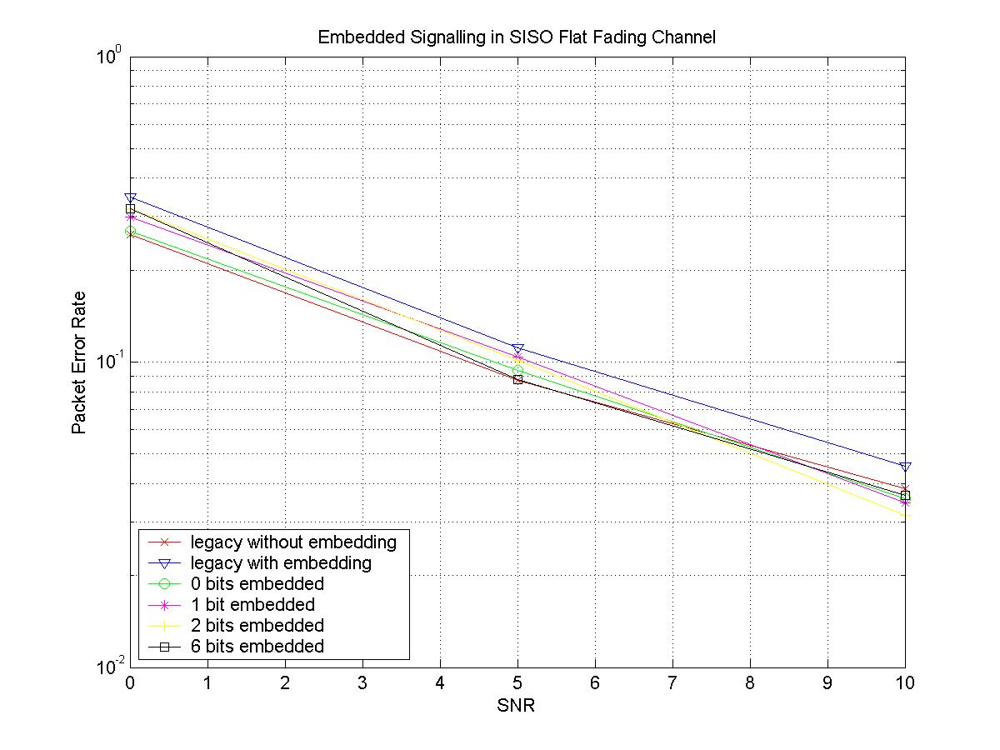 Embedded Signalling in SISO Flat Fading Channel
10^0
10^-1
10^-2
Packet Error Rate
legacy without embedding
legacy with embedding
0 bits embedded
1 bit embedded
2 bits embedded
6 bits embedded
0 1 2 3 4 5 6 7 8 9 10
SNR